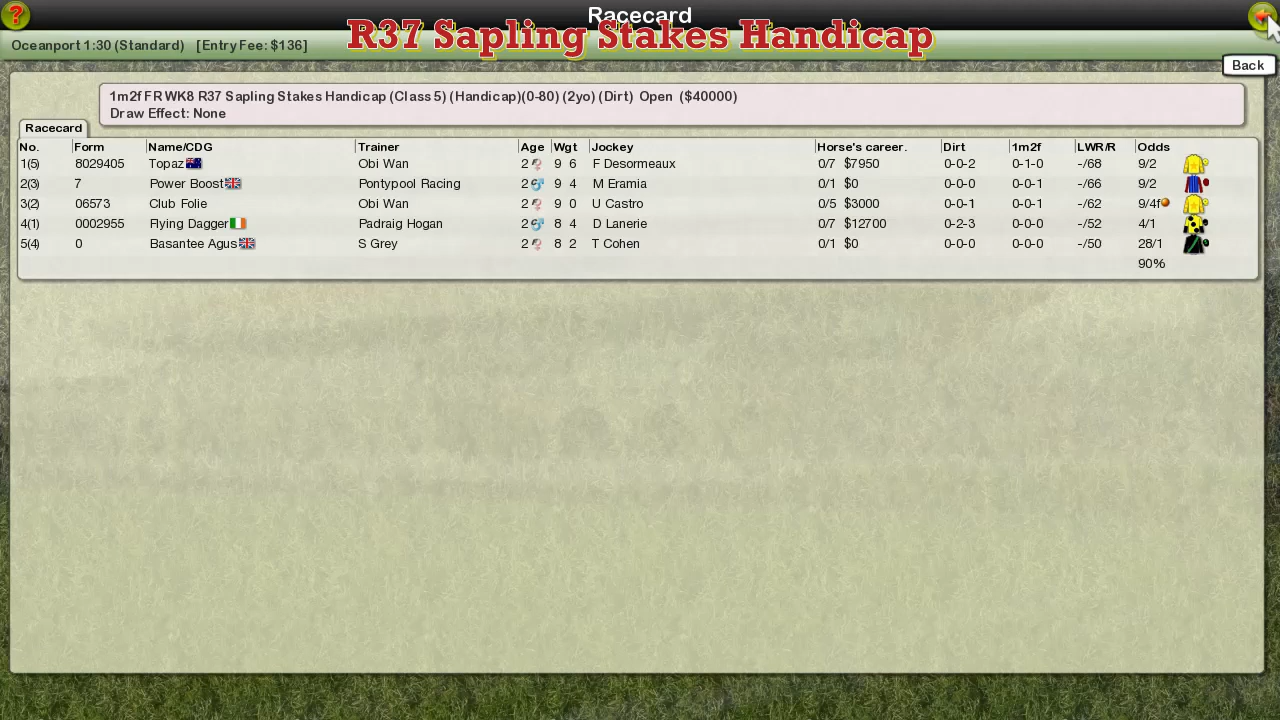 Racecard
R37 Sapling Stakes Handicap
Oceanport 1:30 (Standard) [Entry Fee: $136]
Back
1m2f FR WK8 R37 Sapling Stakes Handicap (Class 5) (Handicap)(0-80) (2yo) (Dirt) Open ($40000)
Draw Effect: None
Racecard
No. Form Name/CDG Trainer Age Wgt Jockey Horse's career. Dirt 1m2f LWR/R Odds
1(5) 8029405 Topaz Obi Wan 2 9 6 F Desormeaux 0/7 $7950 0-0-2 0-1-0 -/68 9/2
2(3) 7 Power Boost Pontypool Racing 2 9 4 M Eramia 0/1 $0 0-0-0 0-0-1 -/66 9/2
3(2) 06573 Club Folie Obi Wan 2 9 0 U Castro 0/5 $3000 0-0-1 0-0-1 -/62 9/4f
4(1) 0002955 Flying Dagger Padraig Hogan 2 8 4 D Lanerie 0/7 $12700 0-2-3 0-0-0 -/52 4/1
5(4) 0 Basantee Agus S Grey 2 8 2 T Cohen 0/1 $0 0-0-0 0-0-0 -/50 28/1
90%